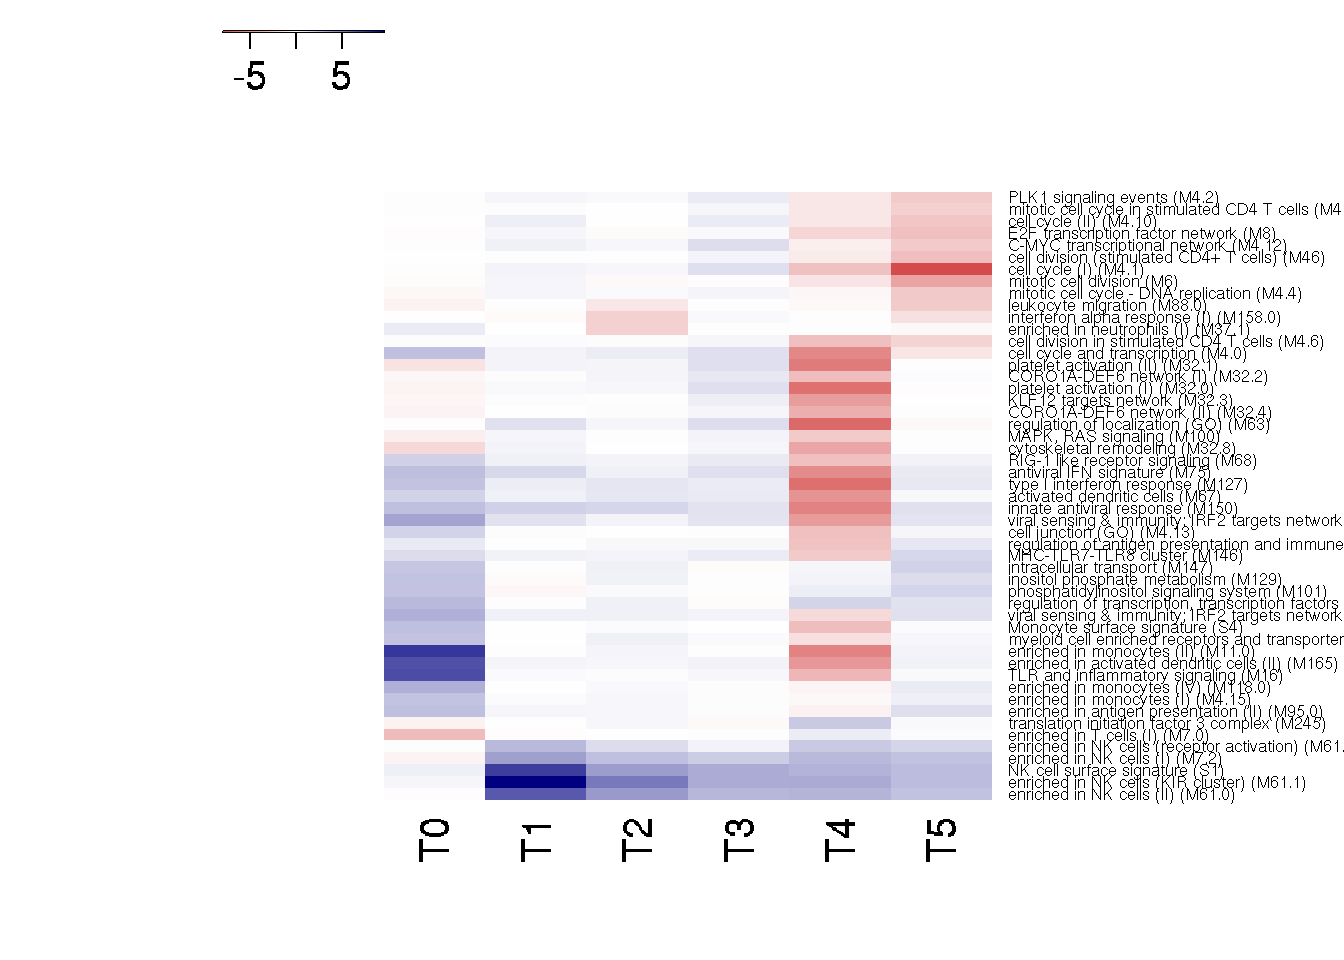 -5 5
PLK1 signaling events (M4.2)
mitotic cell cycle in stimulated CD4 T cells (M4
cell cycle (II) (M4.10)
E2F transcription factor network (M8)
C-MYC transcriptional network (M4.12)
cell division (stimulated CD4+ T cells) (M46)
cell cycle (I) (M4.1)
mitotic cell division (M6)
mitotic cell cycle - DNA replication (M4.4)
leukocyte migration (M88.0)
interferon alpha response (I) (M158.0)
enriched in neutrophils (I) (M37.1)
cell division in stimulated CD4 T cells (M4.6)
cell cycle and transcription (M4.0)
platelet activation (II) (M32.1)
CORO1A-DEF6 network (I) (M32.2)
platelet activation (I) (M32.0)
KLF12 targets network (M32.3)
CORO1A-DEF6 network (II) (M32.4)
regulation of localization (GO) (M63)
MAPK, RAS signaling (M100)
cytoskeletal remodeling (M32.8)
RIG-1 like receptor signaling (M68)
antiviral IFN signature (M75)
type I interferon response (M127)
activated dendritic cells (M67)
innate antiviral response (M150)
viral sensing & immunity; IRF2 targets network
cell junction (GO) (M4.13)
regulation of antigen presentation and immune
MHC-TLR7-TLR8 cluster (M146)
intracellular transport (M147)
inositol phosphate metabolism (M129)
phosphatidylinositol signaling system (M101)
regulation of transcription, transcription factors
viral sensing & immunity; IRF2 targets network
Monocyte surface signature (S4)
myeloid cell enriched receptors and transporter
enriched in monocytes (II) (M11.0)
enriched in activated dendritic cells (II) (M165)
TLR and inflammatory signaling (M16)
enriched in monocytes (IV) (M118.0)
enriched in monocytes (I) (M4.15)
enriched in antigen presentation (II) (M95.0)
translation initiation factor 3 complex (M245)
enriched in T cells (I) (M7.0)
enriched in NK cells (receptor activation) (M61.
enriched in NK cells (I) (M7.2)
NK cell surface signature (S1)
enriched in NK cells (KIR cluster) (M61.1)
enriched in NK cells (II) (M61.0)
T0 T1 T2 T3 T4 T5